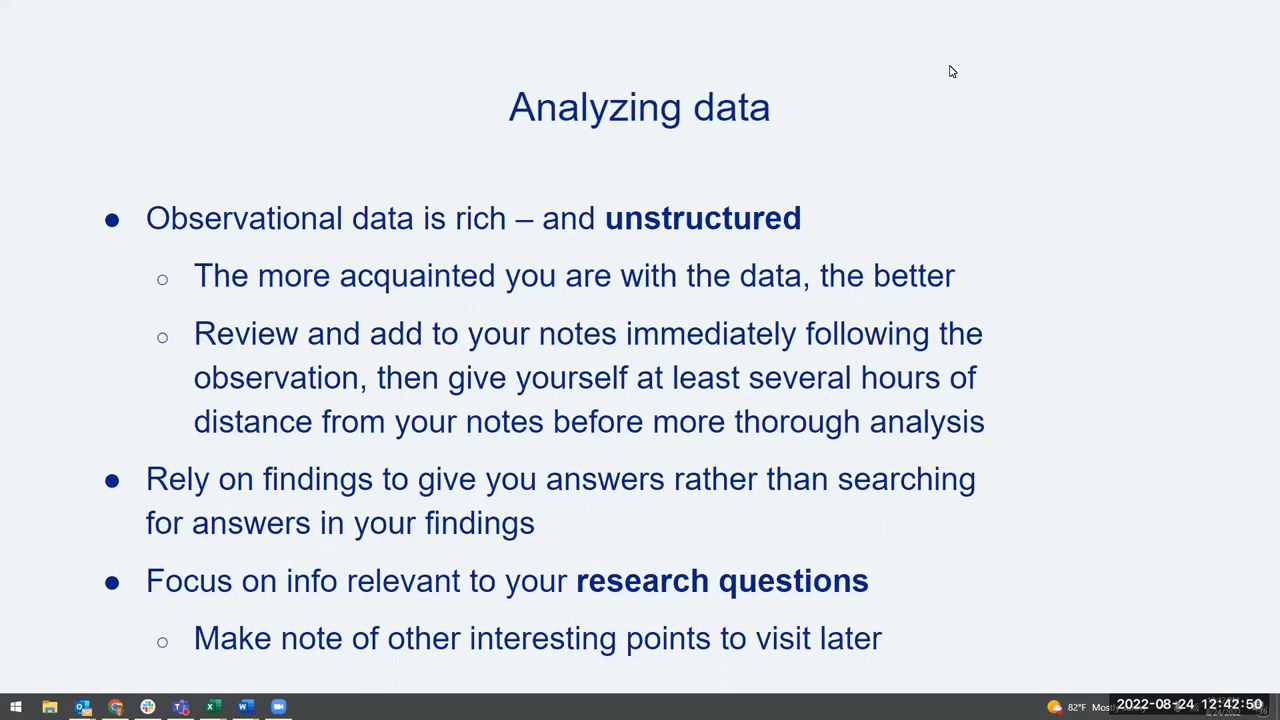 Analyzing data
● Observational data is rich – and unstructured
○ The more acquainted you are with the data, the better
○ Review and add to your notes immediately following the
observation, then give yourself at least several hours of
distance from your notes before more thorough analysis
● Rely on findings to give you answers rather than searching
for answers in your findings
● Focus on info relevant to your research questions
○ Make note of other interesting points to visit later
82°F 2022-08-24 12:42:50